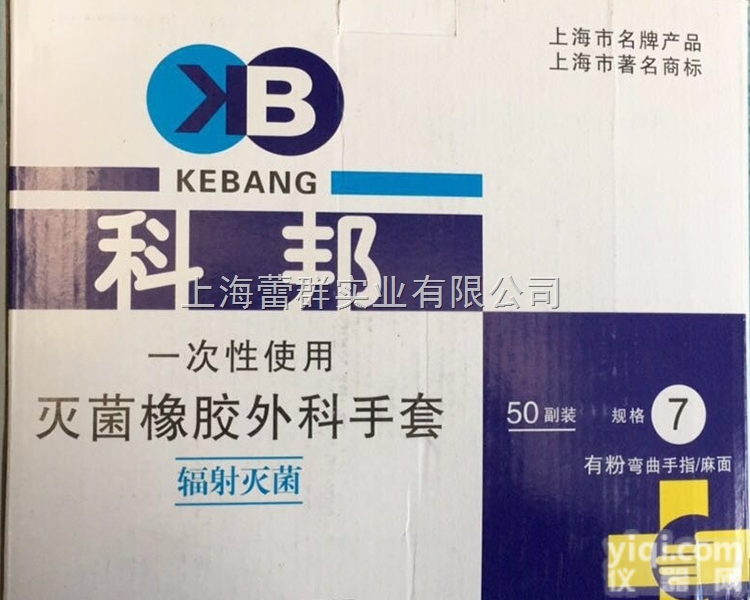 上海市名牌产品
上海市著名商标
KB
KEBANG
科邦
上海蕾群实业有限公司
一次性使用
灭菌橡胶外科手套
辐射灭菌
50副装 规格 7
有粉弯曲手指/麻面
yiqi.com
仪器网